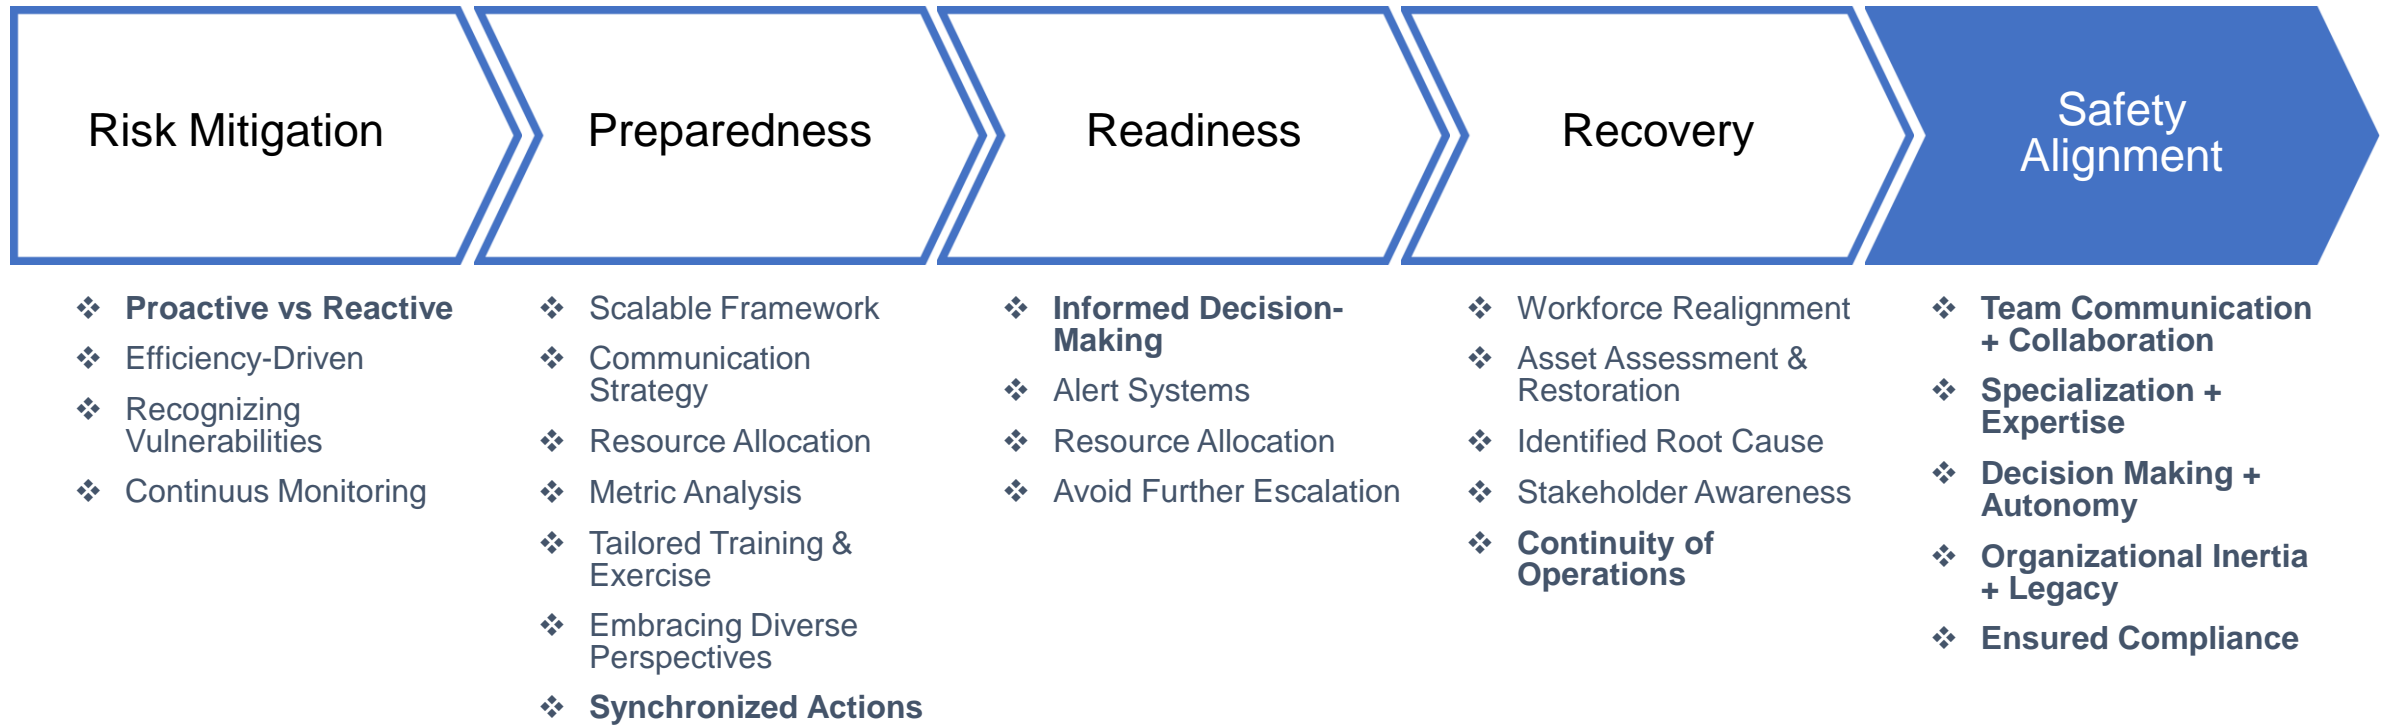 Risk Mitigation
Proactive vs Reactive
Efficiency-Driven
Recognizing
Vulnerabilities
Continuus Monitoring
Preparedness
Scalable Framework
Communication
Strategy
Resource Allocation
Metric Analysis
Tailored Training &
Exercise
Embracing Diverse
Perspectives
Synchronized Actions
Readiness
Informed Decision-
Making
Alert Systems
Resource Allocation
Avoid Further Escalation
Recovery
Workforce Realignment
Asset Assessment &
Restoration
Identified Root Cause
Stakeholder Awareness
Continuity of
Operations
Safety
Alignment
Team Communication
+ Collaboration
Specialization +
Expertise
Decision Making +
Autonomy
Organizational Inertia
+ Legacy
Ensured Compliance